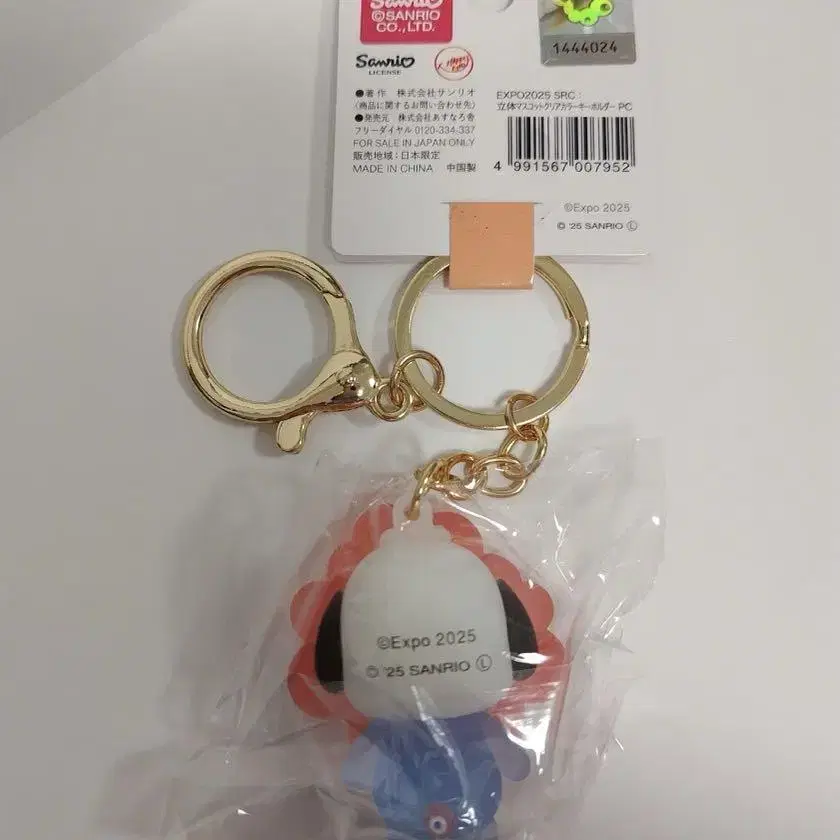 Sanrio
©SANRIO
CO.,LTD.
Sanrio
LICENSE
●著作 株式会社サンリオ
(商品に関するお問い合わせ先)
●発売元 株式会社あすなろ舎
フリーダイヤル 0120-334-337
FOR SALE IN JAPAN ONLY
販売地域:日本限定
MADE IN CHINA 中国製
1444024
EXPO2025 SRC:
立体マスコットクリアカラーキーホルダー PC
4 991567 007952
©Expo 2025
© '25 SANRIO Ⓛ
©Expo 2025
© '25 SANRIO Ⓛ